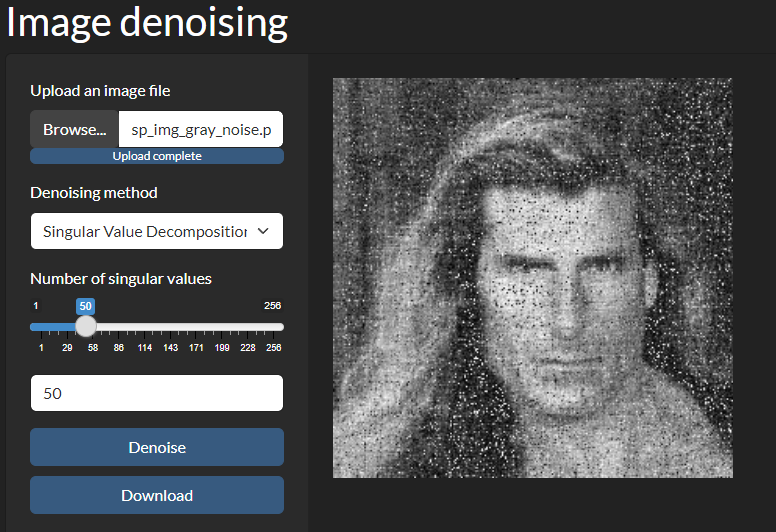 Image denoising
Upload an image file
Browse... sp_img_gray_noise.p
Upload complete
Denoising method
Singular Value Decomposition
Number of singular values
1 50 256
1 29 58 86 114 143 171 199 228 256
50
Denoise
Download